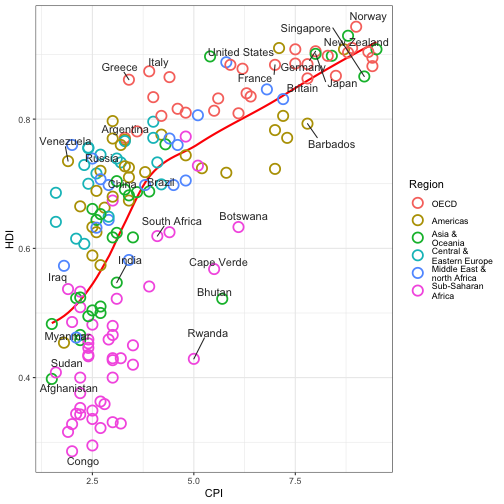 Norway
Singapore
New Zealand
United States
Italy
Greece
France
Germany
Japan
Britain
Barbados
Argentina
Venezuela
Russia
China
Brazil
South Africa
Botswana
India
Cape Verde
Iraq
Bhutan
Myanmar
Rwanda
Sudan
Afghanistan
Congo
0.8
0.6
0.4
HDI
2.5
5.0
7.5
CPI
Region
OECD
Americas
Asia &
Oceania
Central &
Eastern Europe
Middle East &
north Africa
Sub-Saharan
Africa